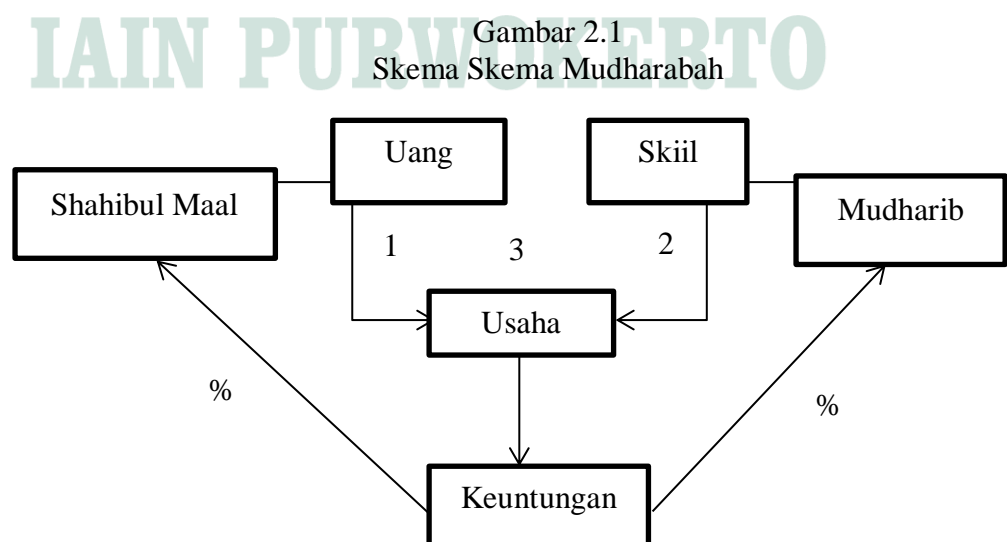 IAIN PURWOKERTO
Gambar 2.1
Skema Skema Mudharabah
Uang
Skiil
Shahibul Maal
Mudharib
1
3
2
Usaha
%
%
Keuntungan